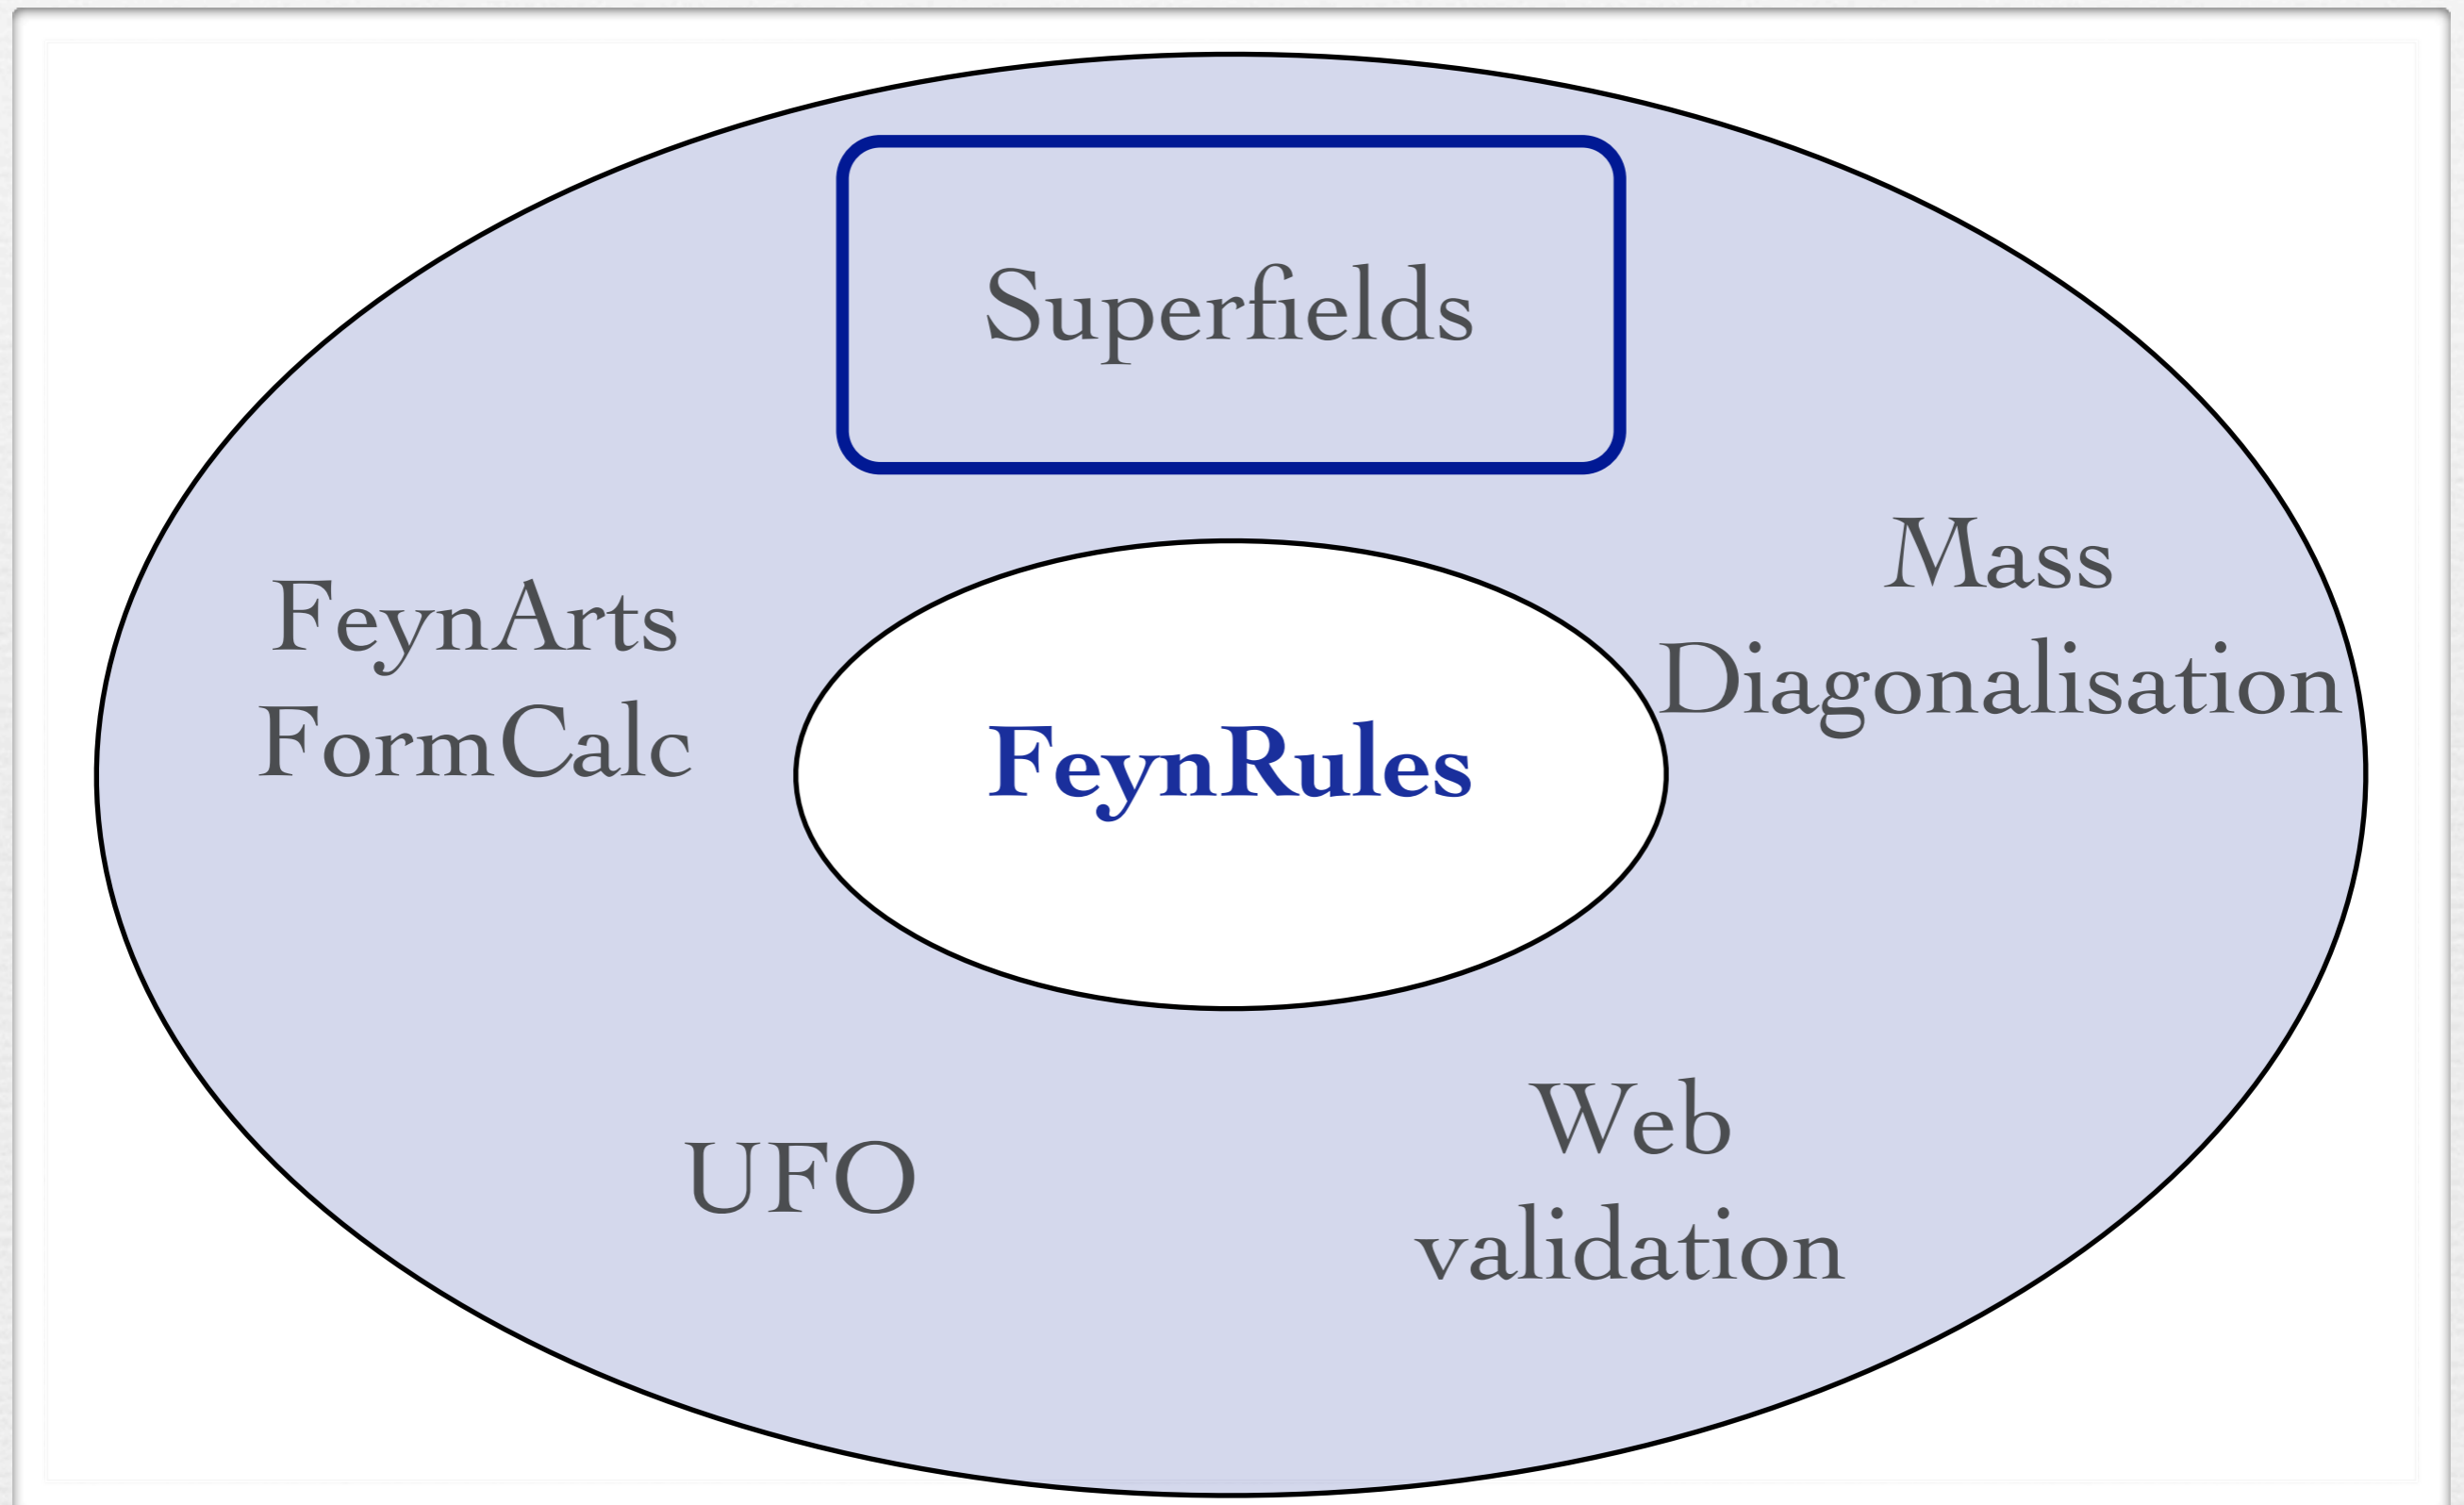 Superfields
Mass
Diagonalisation
FeynArts
FormCalc
FeynRules
Web
validation
UFO